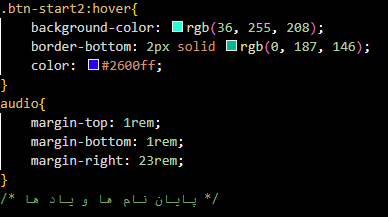 .btn-start2:hover{
background-color: rgb(36, 255, 208);
border-bottom: 2px solid rgb(0, 187, 146);
color: #2600ff;
}
audio{
margin-top: 1rem;
margin-bottom: 1rem;
margin-right: 23rem;
}
/* پایان نام ها و یاد ها */